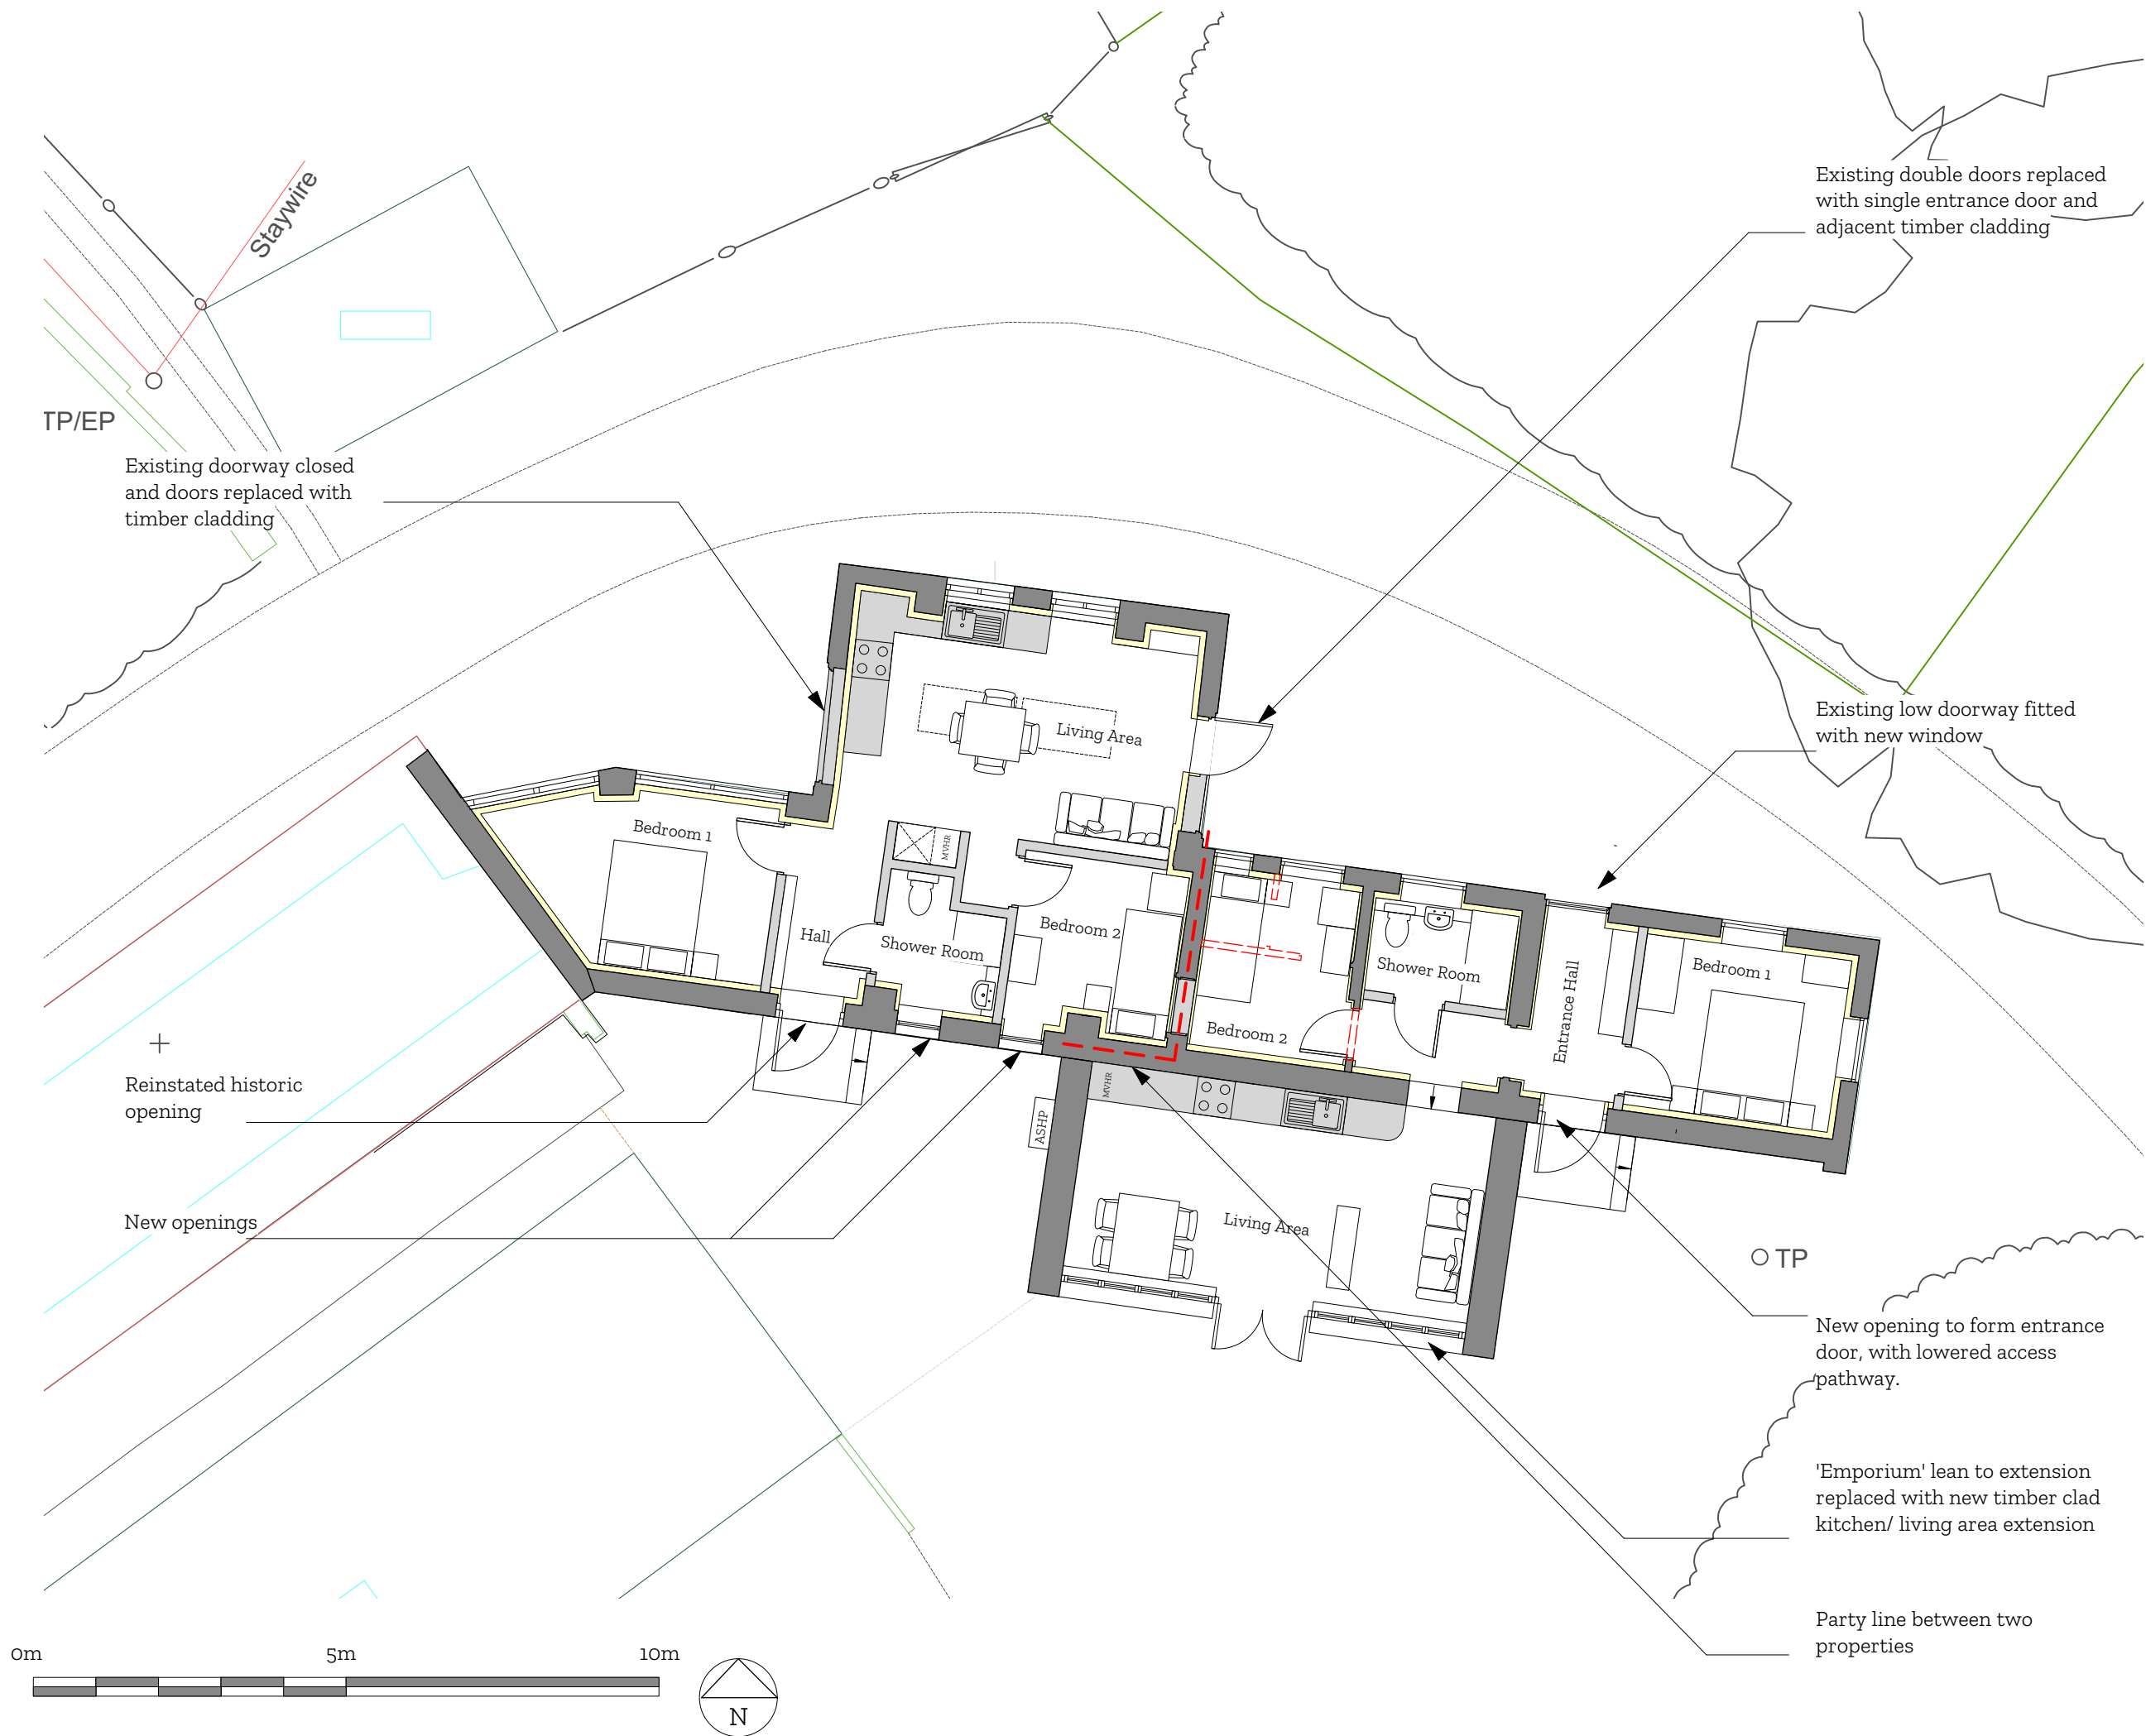 Staywire
TP/EP
Existing double doors replaced
with single entrance door and
adjacent timber cladding
Existing doorway closed
and doors replaced with
timber cladding
Existing low doorway fitted
with new window
Living Area
Bedroom 1
MVHR
Hall
Shower Room
Bedroom 2
Bedroom 2
Shower Room
Entrance Hall
Bedroom 1
Reinstated historic
opening
New openings
MVHR
ASHP
Living Area
TP
New opening to form entrance
door, with lowered access
pathway.
'Emporium' lean to extension
replaced with new timber clad
kitchen/ living area extension
Party line between two
properties
0m
5m
10m
N